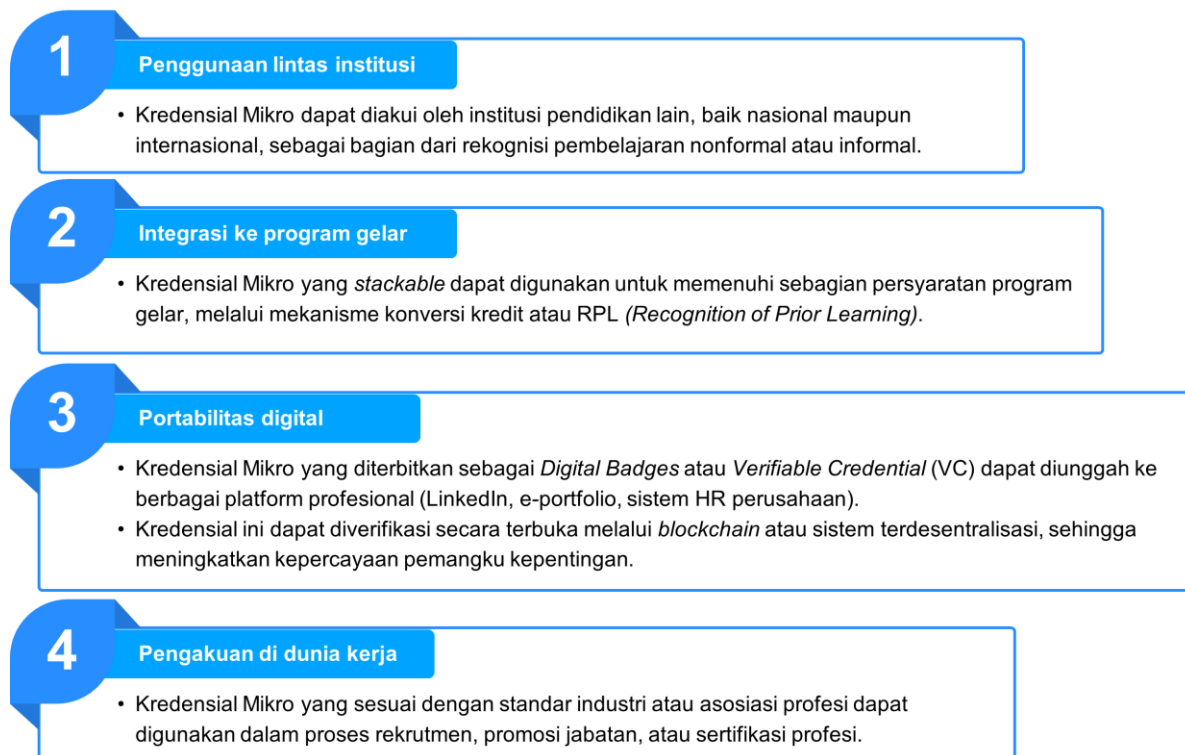 1
Penggunaan lintas institusi
• Kredensial Mikro dapat diakui oleh institusi pendidikan lain, baik nasional maupun
internasional, sebagai bagian dari rekognisi pembelajaran nonformal atau informal.
2
Integrasi ke program gelar
• Kredensial Mikro yang stackable dapat digunakan untuk memenuhi sebagian persyaratan program
gelar, melalui mekanisme konversi kredit atau RPL (Recognition of Prior Learning).
3
Portabilitas digital
• Kredensial Mikro yang diterbitkan sebagai Digital Badges atau Verifiable Credential (VC) dapat diunggah ke
berbagai platform profesional (LinkedIn, e-portfolio, sistem HR perusahaan).
• Kredensial ini dapat diverifikasi secara terbuka melalui blockchain atau sistem terdesentralisasi, sehingga
meningkatkan kepercayaan pemangku kepentingan.
4
Pengakuan di dunia kerja
• Kredensial Mikro yang sesuai dengan standar industri atau asosiasi profesi dapat
digunakan dalam proses rekrutmen, promosi jabatan, atau sertifikasi profesi.